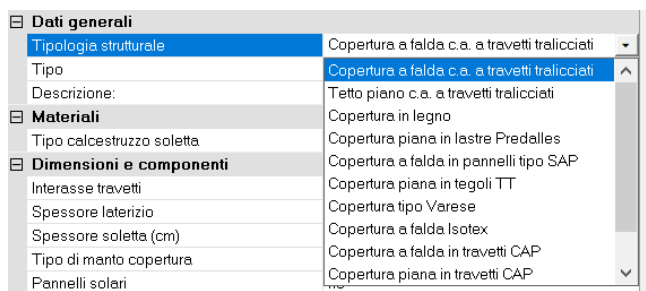 Dati generali
Tipologia strutturale Copertura a falda c.a. a travetti tralicciati
Tipo Copertura a falda c.a. a travetti tralicciati
Descrizione: Tetto piano c.a. a travetti tralicciati
Materiali Copertura in legno
Tipo calcestruzzo soletta Copertura piana in lastre Predalles
Dimensioni e componenti Copertura a falda in pannelli tipo SAP
Interasse travetti Copertura piana in tegoli TT
Spessore laterizio Copertura tipo Varese
Spessore soletta (cm) Copertura a falda Isotex
Tipo di manto copertura Copertura a falda in travetti CAP
Pannelli solari Copertura piana in travetti CAP